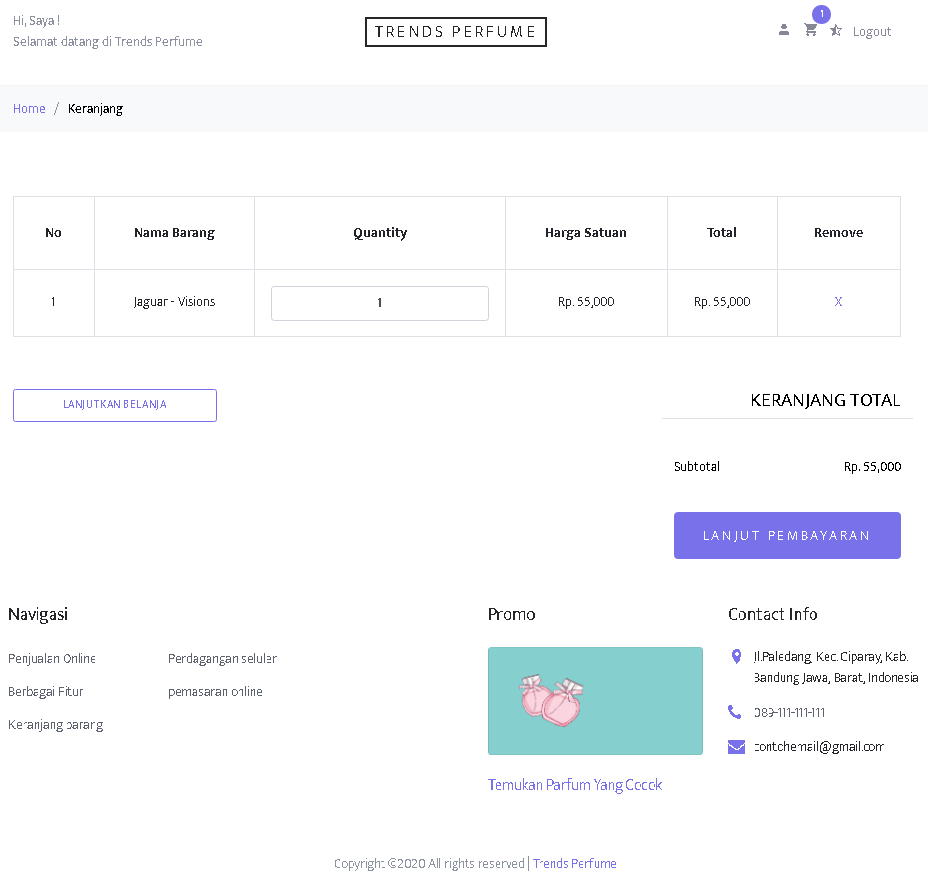 Hi, Saya !
Selamat datang di Trends Perfume
TRENDS PERFUME
1
Logout
Home / Keranjang
No Nama Barang Quantity Harga Satuan Total Remove
1 Jaguar - Visions 1 Rp. 55,000 Rp. 55,000 X
LANJUTKAN BELANJA
KERANJANG TOTAL
Subtotal Rp. 55,000
LANJUT PEMBAYARAN
Navigasi
Penjualan Online
Berbagai Fitur
Keranjang barang
Perdagangan seluler
pemasaran online
Promo
Temukan Parfum Yang Cocok
Contact Info
Jl.Paledang, Kec. Ciparay, Kab.
Bandung Jawa, Barat, Indonesia
089-111-111-111
contohemail@gmail.com
Copyright ©2020 All rights reserved | Trends Perfume